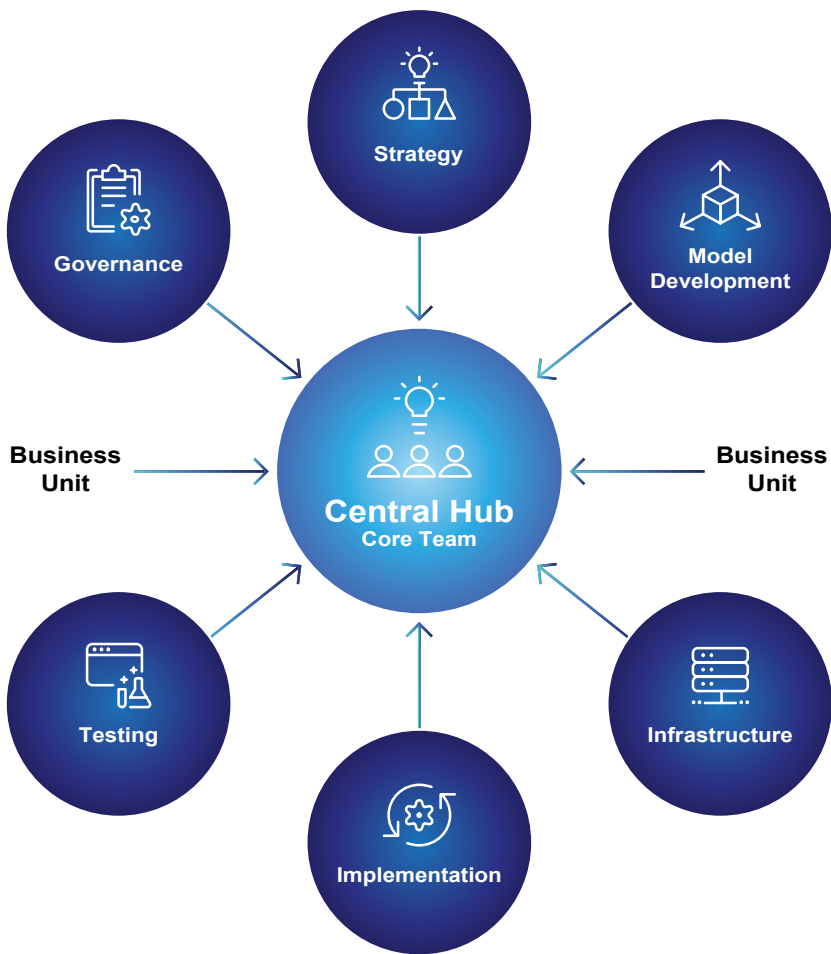 Strategy
Governance
Model
Development
Business
Unit
Central Hub
Core Team
Business
Unit
Testing
Infrastructure
Implementation